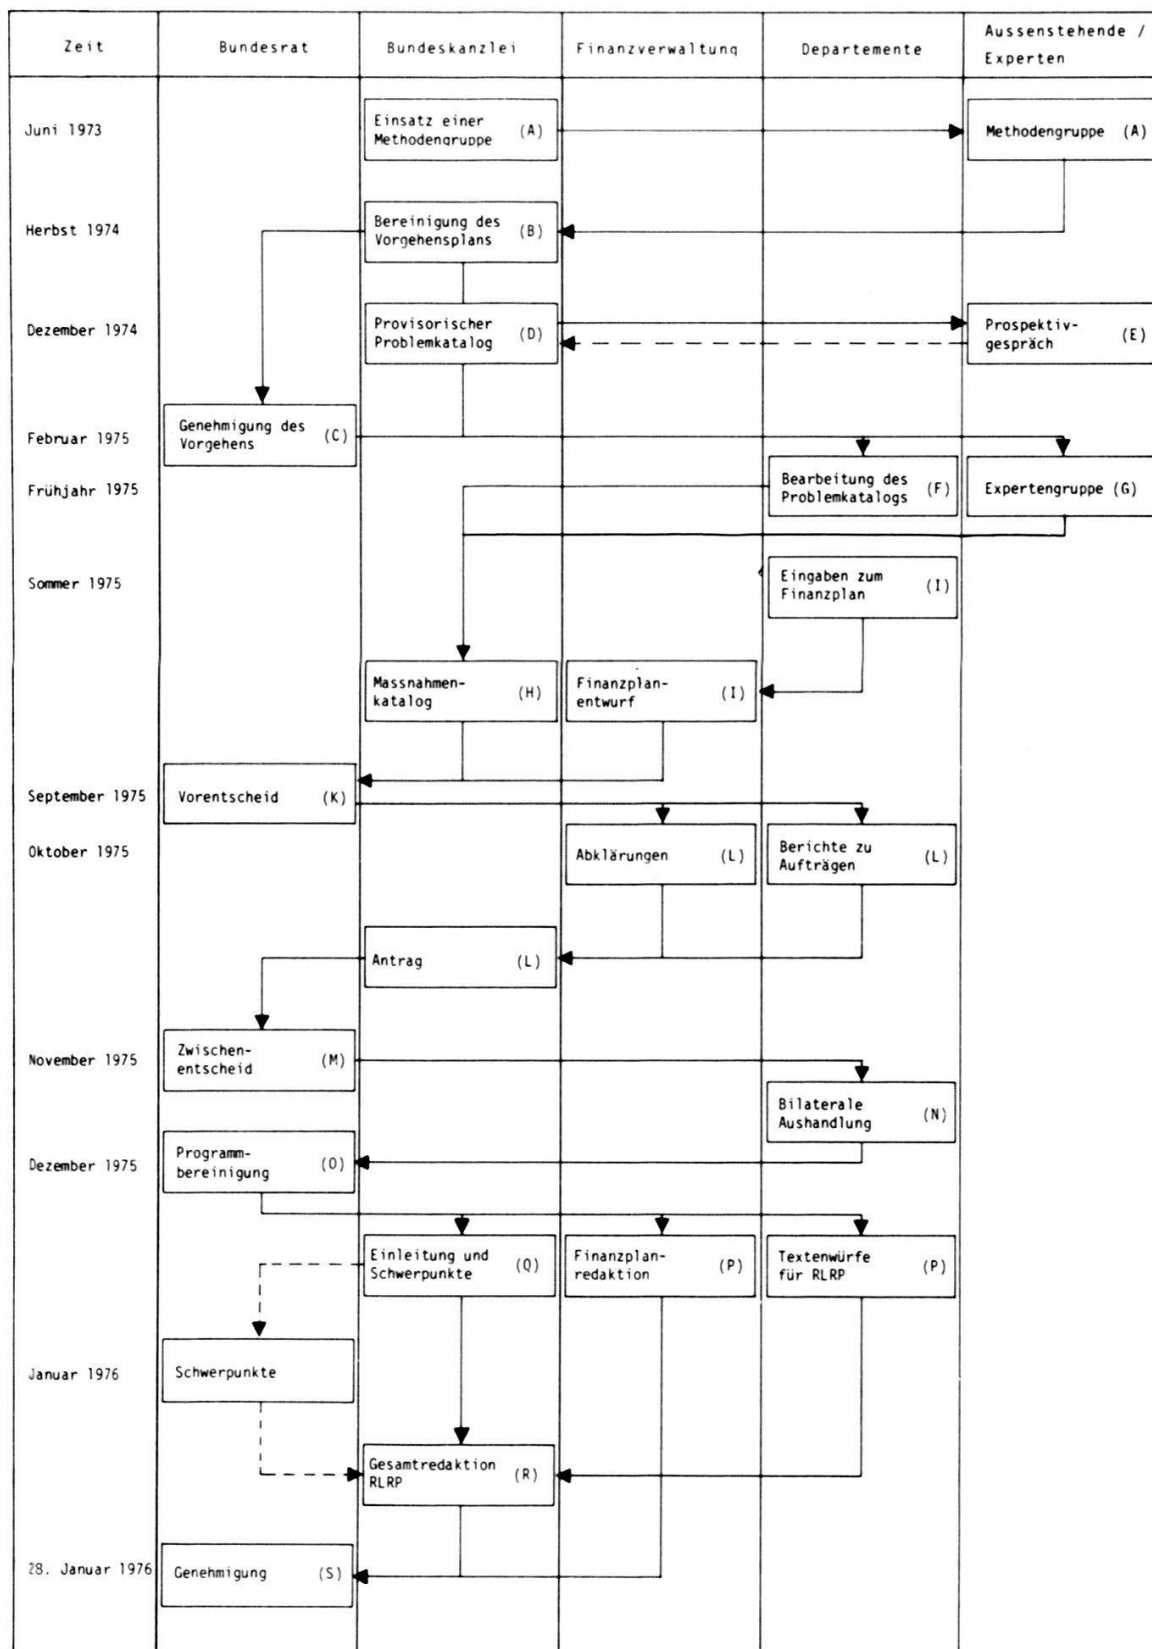 Zeit
Bundesrat
Bundeskanzlei
Finanzverwaltung
Departemente
Aussenstehende /
Experten
Juni 1973
Einsatz einer
Methodengruppe (A)
Methodengruppe (A)
Herbst 1974
Bereinigung des
Vorgehensplans (B)
Dezember 1974
Provisorischer
Problemkatalog (D)
Prospektiv-
gespräch (E)
Februar 1975
Genehmigung des
Vorgehens (C)
Frühjahr 1975
Bearbeitung des
Problemkatalogs (F)
Expertengruppe (G)
Sommer 1975
Eingaben zum
Finanzplan (I)
Massnahmen-
katalog (H)
Finanzplan-
entwurf (I)
September 1975
Vorentscheid (K)
Oktober 1975
Abklärungen (L)
Berichte zu
Aufträgen (L)
Antrag (L)
November 1975
Zwischen-
entscheid (M)
Bilaterale
Aushandlung (N)
Dezember 1975
Programm-
bereinigung (O)
Einleitung und
Schwerpunkte (Q)
Finanzplan-
redaktion (P)
Textenwürfe
für RLRP (P)
Januar 1976
Schwerpunkte
Gesamtredaktion
RLRP (R)
28. Januar 1976
Genehmigung (S)